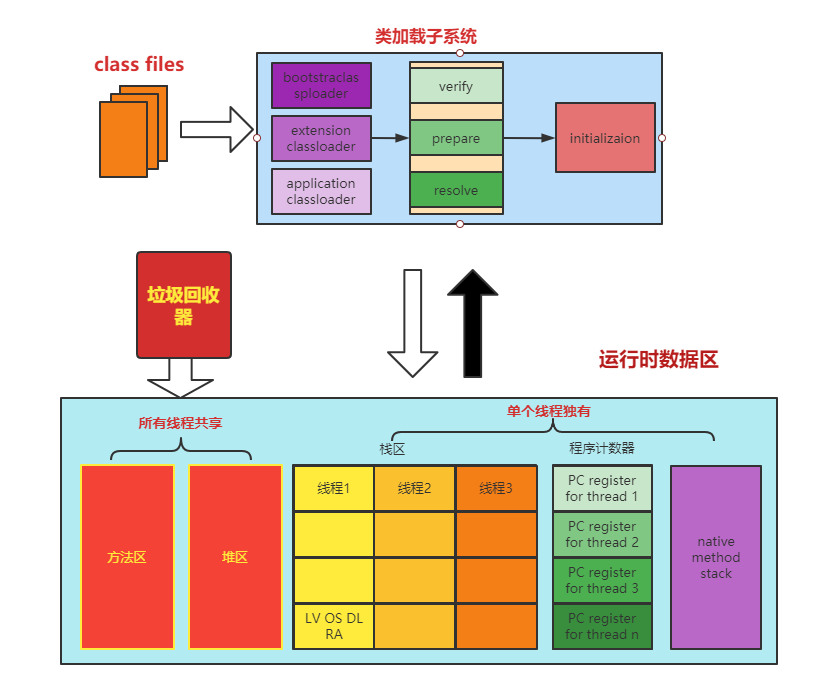 类加载子系统
class files
bootstraclas
sploader
extension
classloader
application
classloader
verify
prepare
resolve
initializaion
垃圾回收
器
运行时数据区
所有线程共享
单个线程独有
栈区
程序计数器
方法区
堆区
线程1
线程2
线程3
LV OS DL
RA
PC register
for thread 1
PC register
for thread 2
PC register
for thread 3
PC register
for thread n
native
method
stack